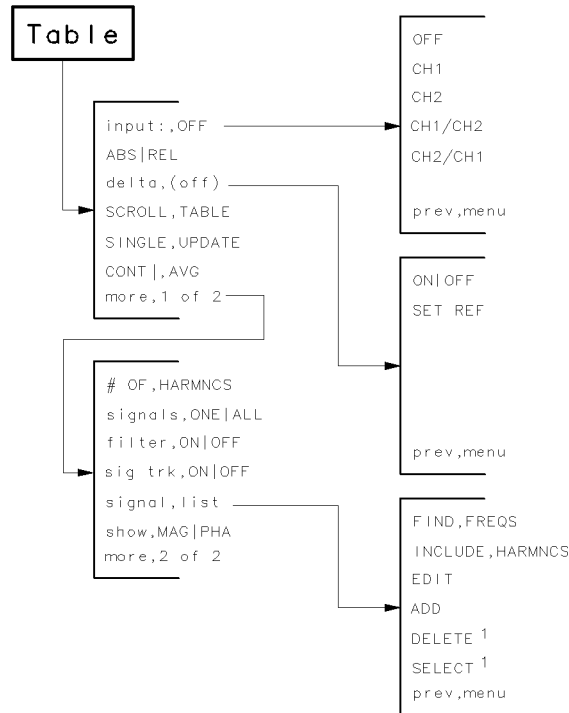 Table
input:,OFF
ABS|REL
delta,(off)
SCROLL,TABLE
SINGLE,UPDATE
CONT|,AVG
more,1 of 2
OFF
CH1
CH2
CH1/CH2
CH2/CH1
prev,menu
ON|OFF
SET REF
prev,menu
# OF,HARMNCS
signals,ONE|ALL
filter,ON|OFF
sig trk,ON|OFF
signal,list
show,MAG|PHA
more,2 of 2
FIND,FREQS
INCLUDE,HARMNCS
EDIT
ADD
DELETE 1
SELECT 1
prev,menu